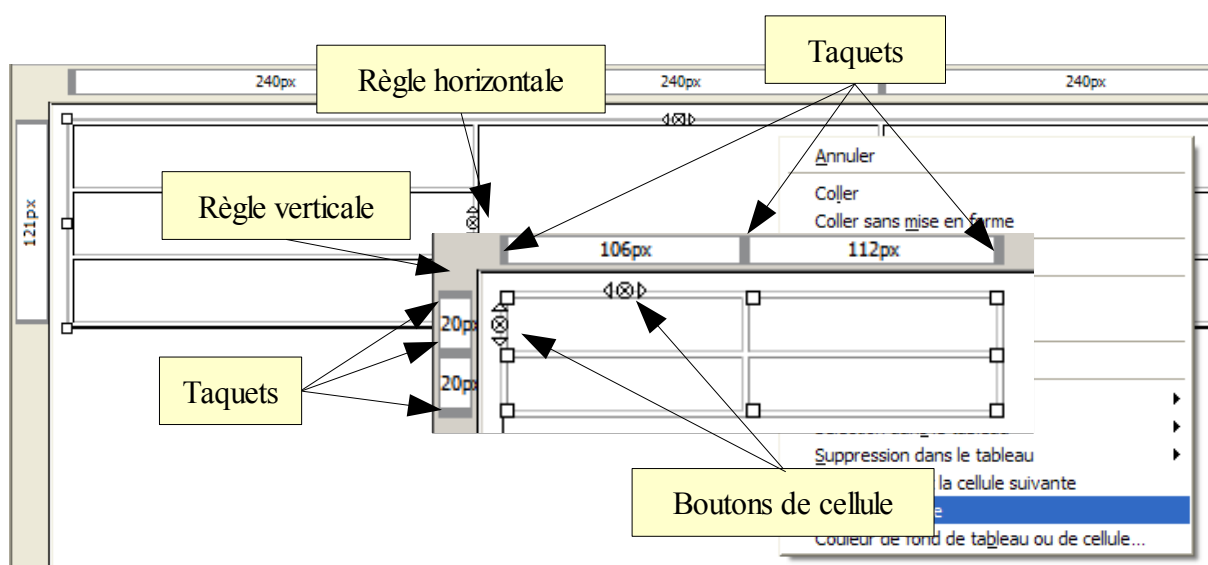 Taquets
Règle horizontale
240px
240px
240px
Annuler
Coller
Coller sans mise en forme
Règle verticale
121px
106px
112px
20px
20px
Taquets
Suppression dans le tableau
la cellule suivante
Boutons de cellule
Couleur de fond de tableau ou de cellule...